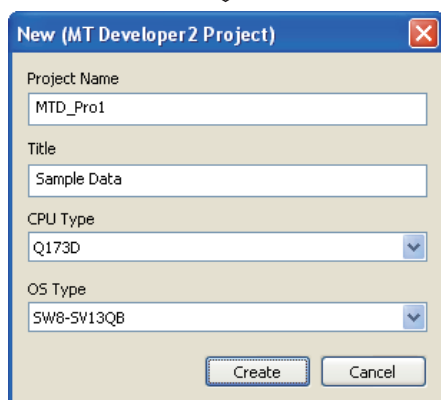 New (MT Developer2 Project)
Project Name
MTD_Pro1
Title
Sample Data
CPU Type
Q173D
OS Type
SW8-SV13QB
Create Cancel